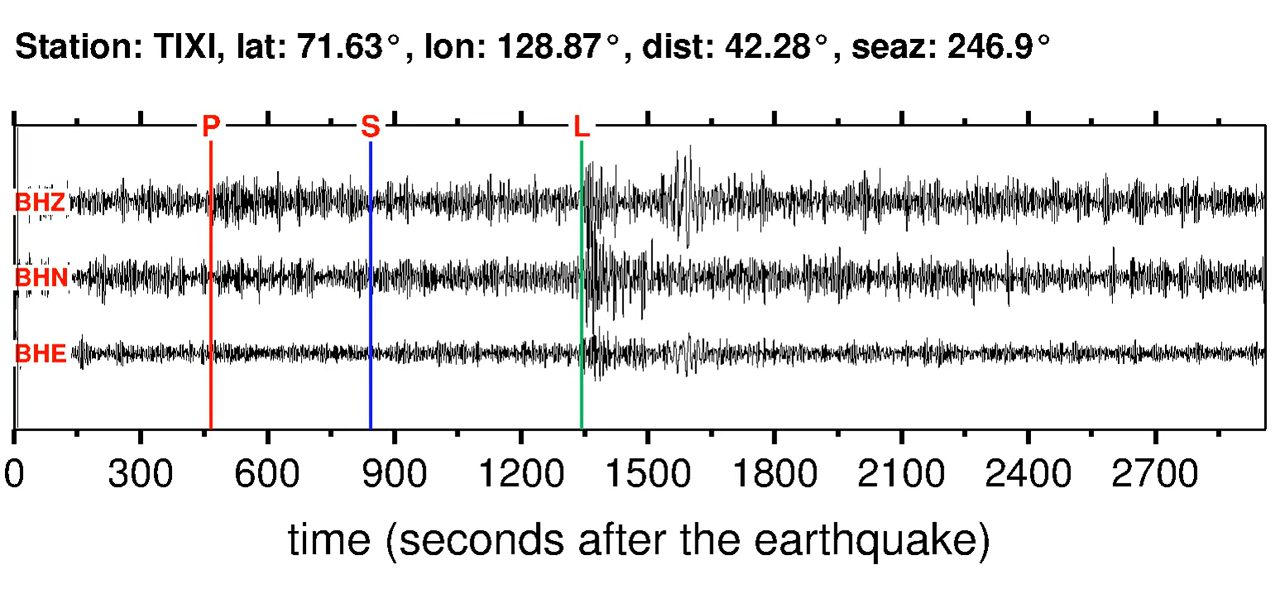 Station: TIXI, lat: 71.63°, lon: 128.87°, dist: 42.28°, seaz: 246.9°
P S L
BHZ
BHN
BHE
0 300 600 900 1200 1500 1800 2100 2400 2700
time (seconds after the earthquake)